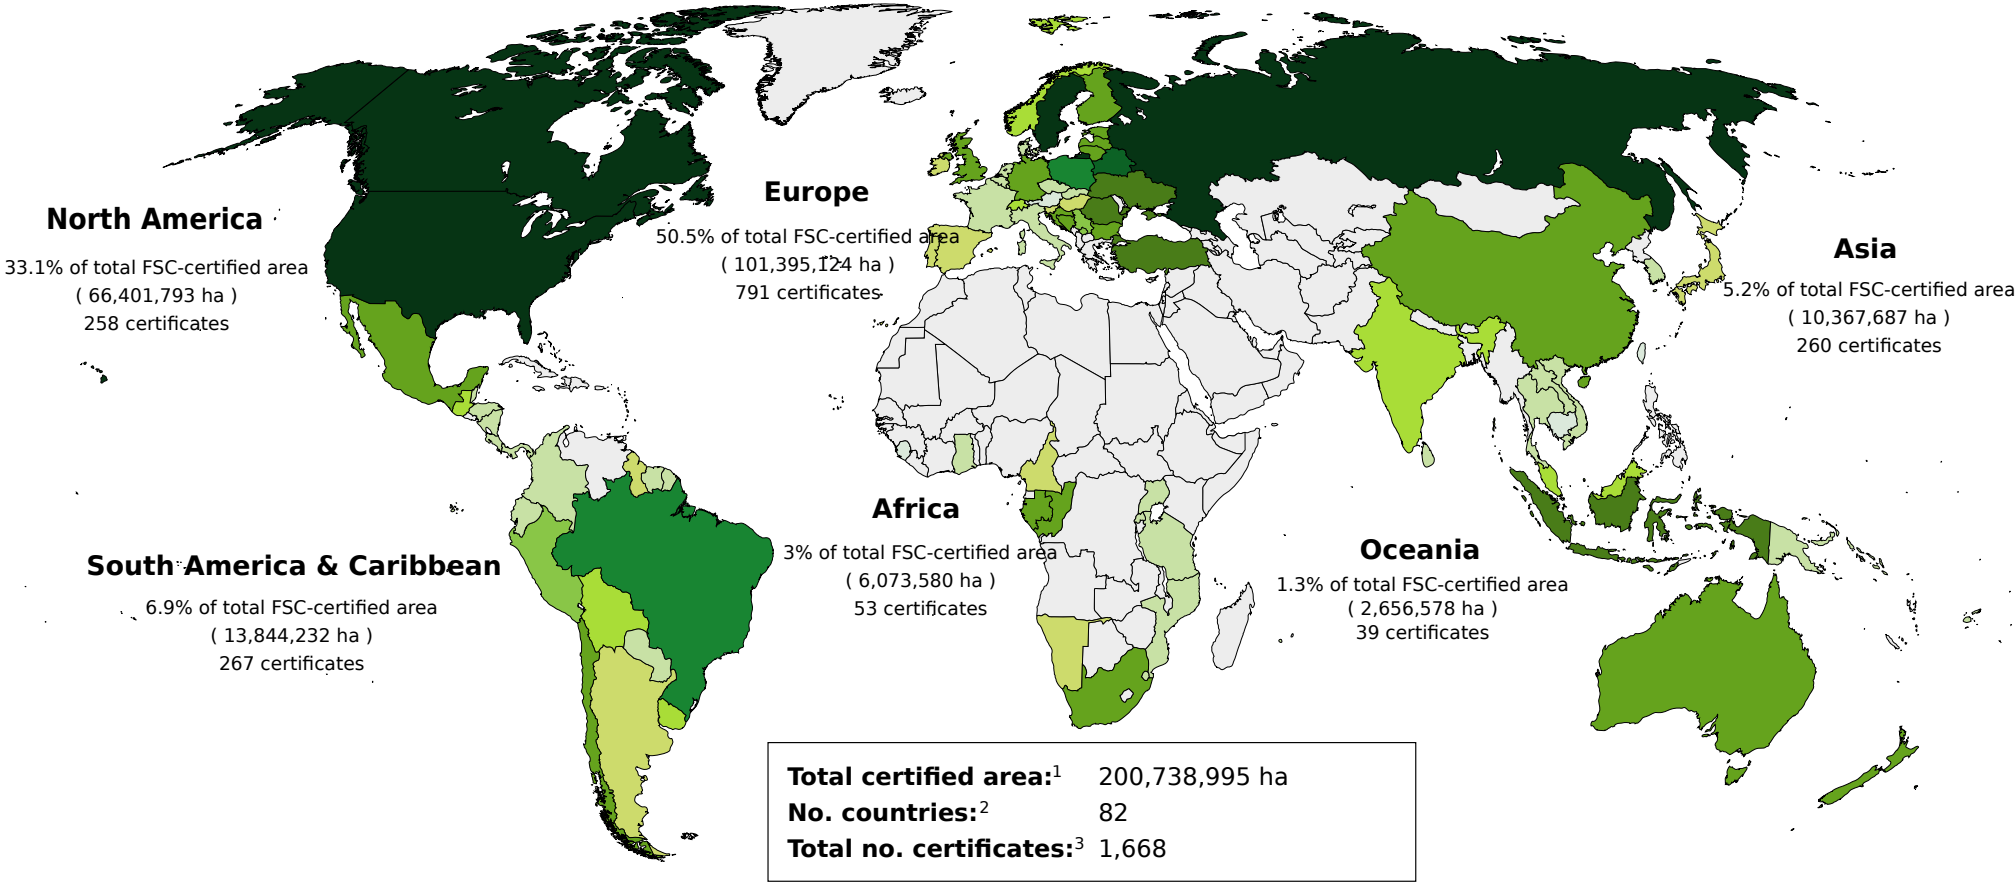 North America
33.1% of total FSC-certified area
( 66,401,793 ha )
258 certificates
Europe
50.5% of total FSC-certified area
( 101,395,124 ha )
791 certificates
Asia
5.2% of total FSC-certified area
( 10,367,687 ha )
260 certificates
South America & Caribbean
6.9% of total FSC-certified area
( 13,844,232 ha )
267 certificates
Africa
3% of total FSC-certified area
( 6,073,580 ha )
53 certificates
Oceania
1.3% of total FSC-certified area
( 2,656,578 ha )
39 certificates
Total certified area:¹ 200,738,995 ha
No. countries:² 82
Total no. certificates:³ 1,668